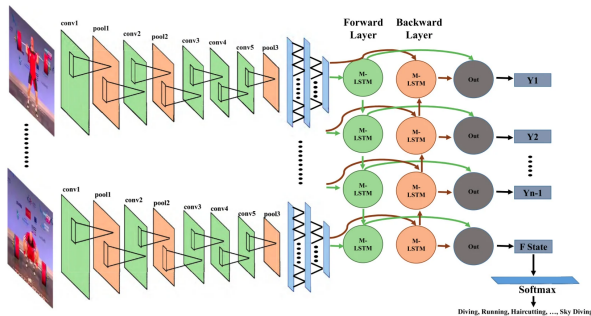 Forward Layer
Backward Layer
conv1
pool1
conv2
pool2
conv3
conv4
conv5
pool3
M-LSTM
M-LSTM
Out
Y1
M-LSTM
M-LSTM
Out
Y2
M-LSTM
M-LSTM
Out
Yn-1
conv1
pool1
conv2
pool2
conv3
conv4
conv5
pool3
M-LSTM
M-LSTM
Out
F State
Softmax
Diving, Running, Haircutting, ..., Sky Diving